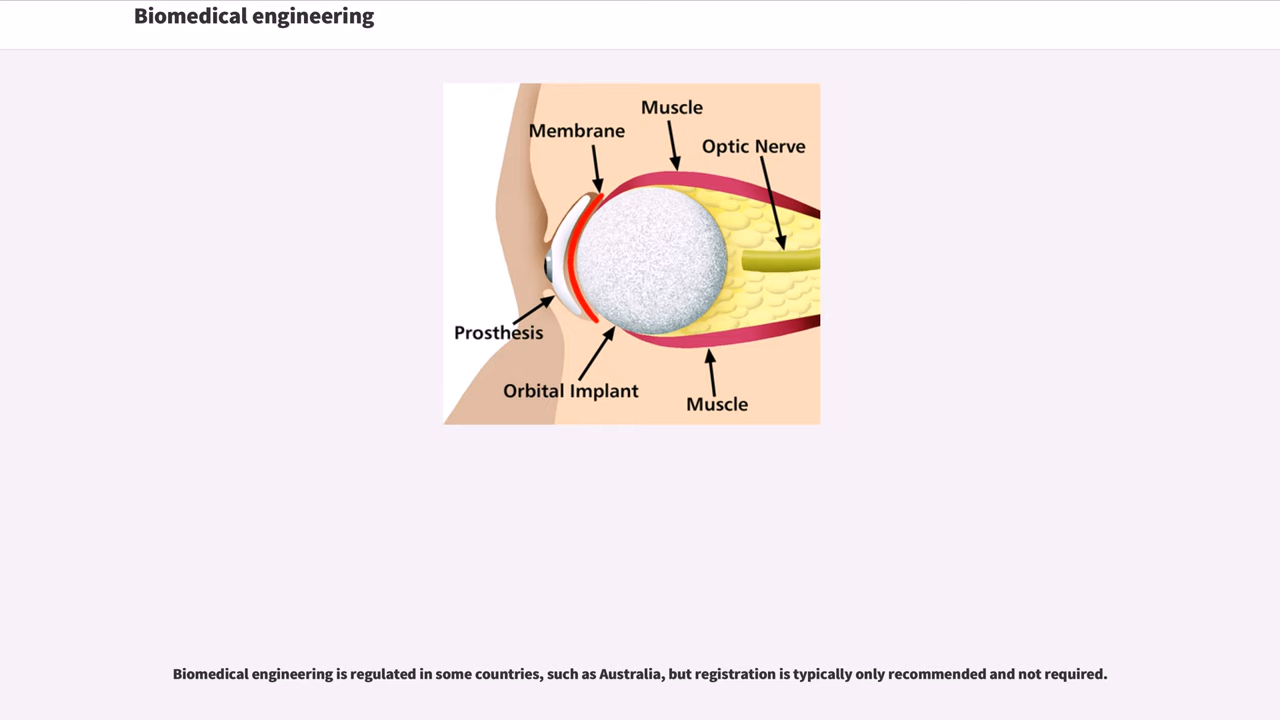 Biomedical engineering
Muscle
Membrane
Optic Nerve
Prosthesis
Orbital Implant
Muscle
Biomedical engineering is regulated in some countries, such as Australia, but registration is typically only recommended and not required.